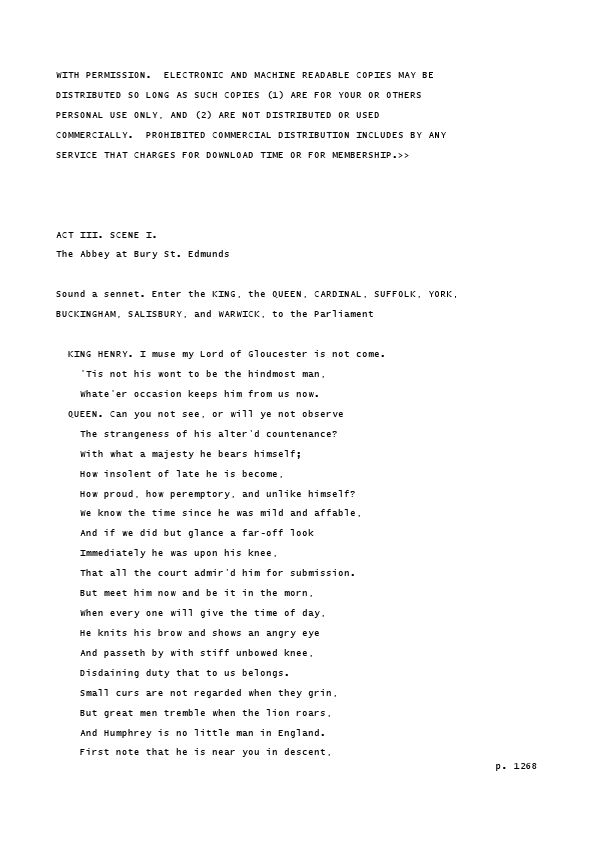 WITH PERMISSION.  ELECTRONIC AND MACHINE READABLE COPIES MAY BE
DISTRIBUTED SO LONG AS SUCH COPIES (1) ARE FOR YOUR OR OTHERS
PERSONAL USE ONLY, AND (2) ARE NOT DISTRIBUTED OR USED
COMMERCIALLY.  PROHIBITED COMMERCIAL DISTRIBUTION INCLUDES BY ANY
SERVICE THAT CHARGES FOR DOWNLOAD TIME OR FOR MEMBERSHIP.>>
ACT III. SCENE I.
The Abbey at Bury St. Edmunds
Sound a sennet. Enter the KING, the QUEEN, CARDINAL, SUFFOLK, YORK,
BUCKINGHAM, SALISBURY, and WARWICK, to the Parliament
KING HENRY. I muse my Lord of Gloucester is not come.
'Tis not his wont to be the hindmost man,
Whate'er occasion keeps him from us now.
QUEEN. Can you not see, or will ye not observe
The strangeness of his alter'd countenance?
With what a majesty he bears himself;
How insolent of late he is become,
How proud, how peremptory, and unlike himself?
We know the time since he was mild and affable,
And if we did but glance a far-off look
Immediately he was upon his knee,
That all the court admir'd him for submission.
But meet him now and be it in the morn,
When every one will give the time of day,
He knits his brow and shows an angry eye
And passeth by with stiff unbowed knee,
Disdaining duty that to us belongs.
Small curs are not regarded when they grin,
But great men tremble when the lion roars,
And Humphrey is no little man in England.
First note that he is near you in descent,
p. 1268